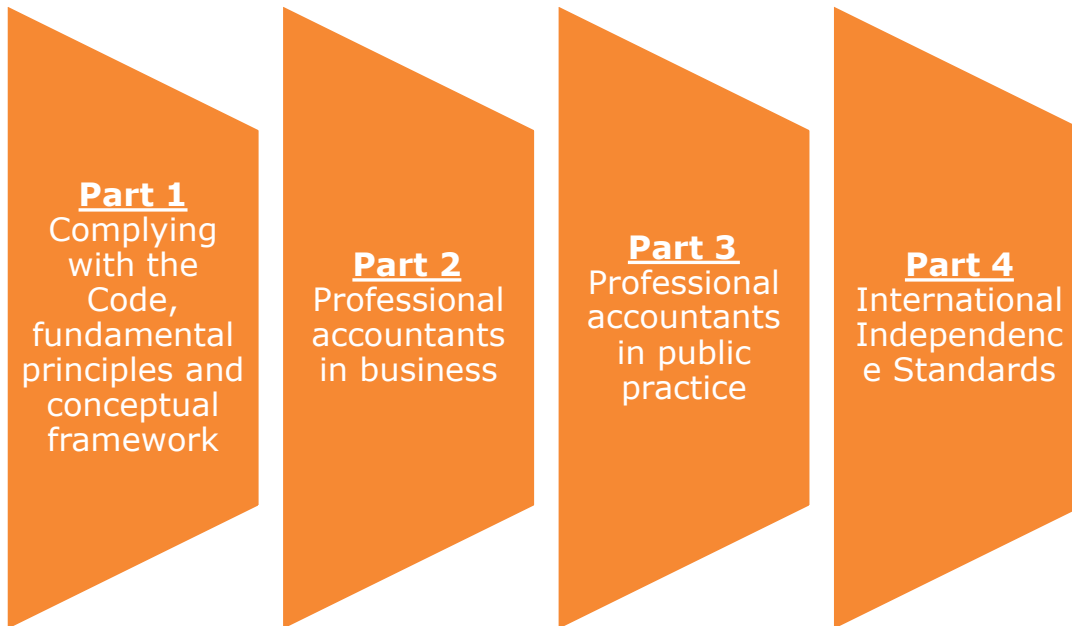 Part 1
Complying
with the
Code,
fundamental
principles and
conceptual
framework
Part 2
Professional
accountants
in business
Part 3
Professional
accountants
in public
practice
Part 4
International
Independenc
e Standards